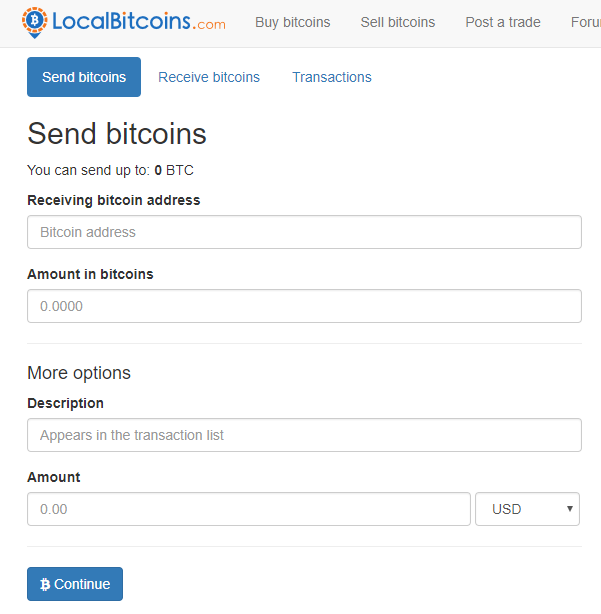 LocalBitcoins.com Buy bitcoins Sell bitcoins Post a trade Foru
Send bitcoins Receive bitcoins Transactions
Send bitcoins
You can send up to: 0 BTC
Receiving bitcoin address
Bitcoin address
Amount in bitcoins
0.0000
More options
Description
Appears in the transaction list
Amount
0.00 USD
Continue